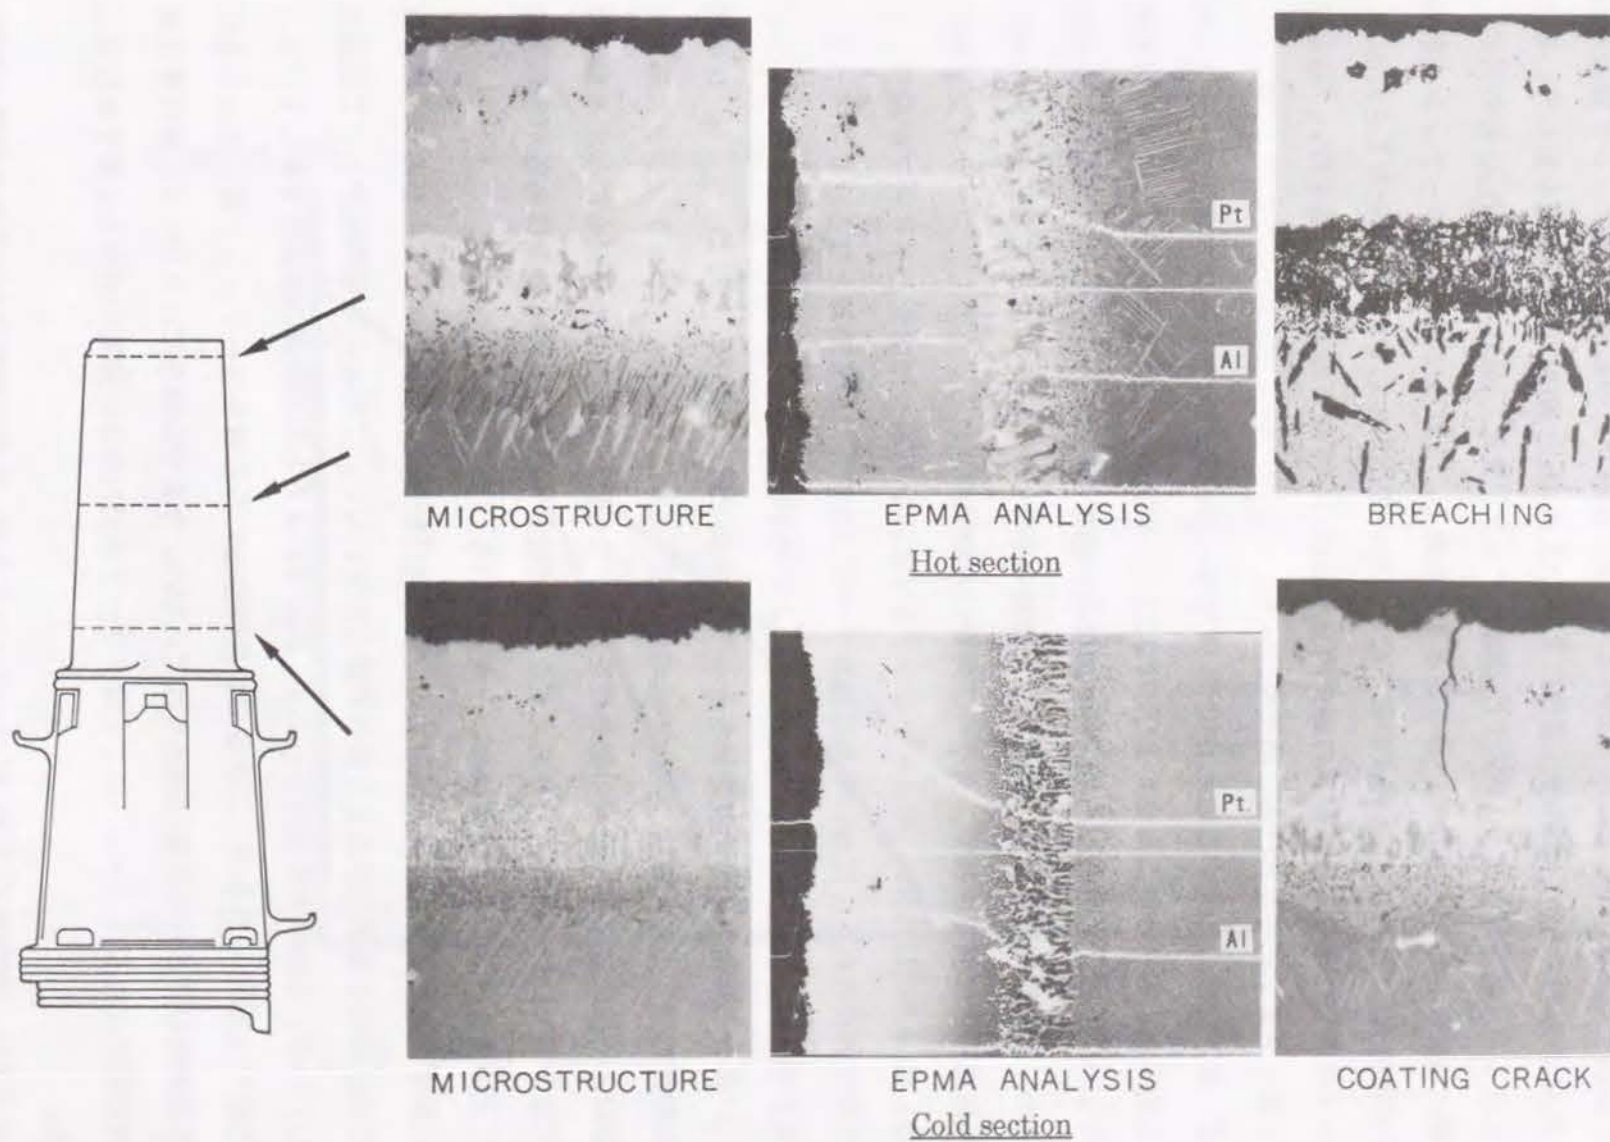 Pt
Al
MICROSTRUCTURE
EPMA ANALYSIS
BREACHING
Hot section
Pt
Al
MICROSTRUCTURE
EPMA ANALYSIS
COATING CRACK
Cold section